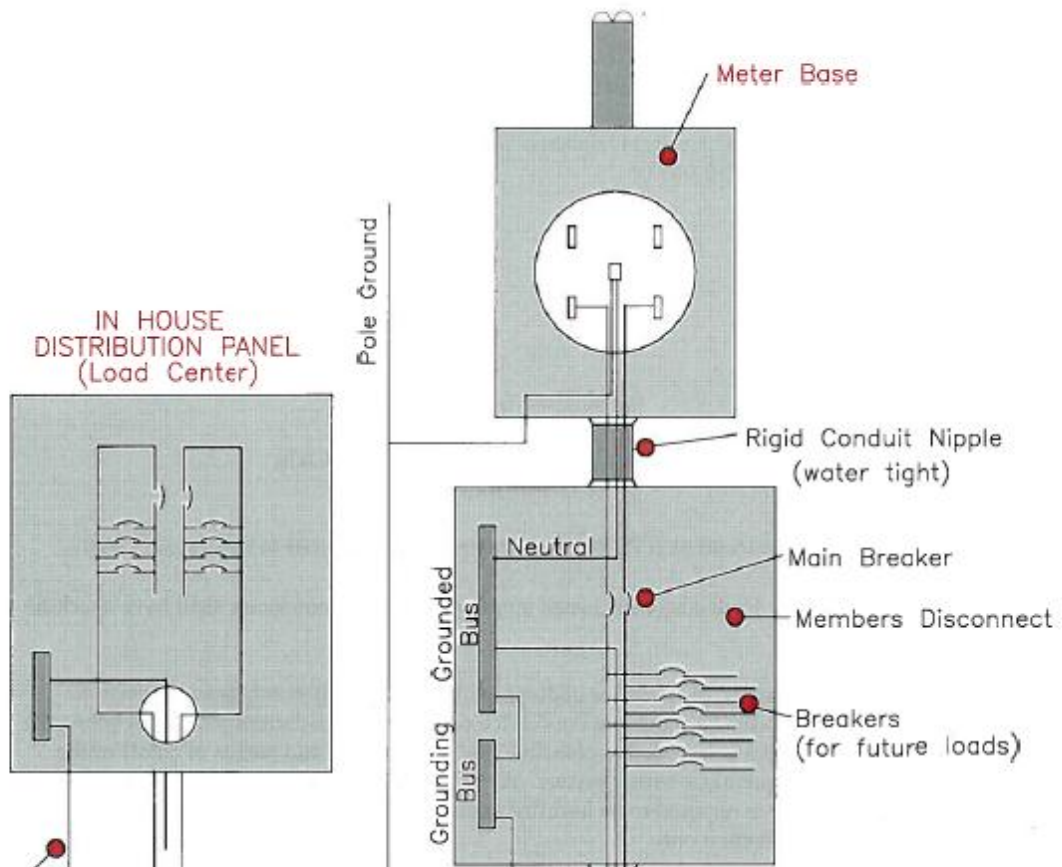 Meter Base
Pole Ground
IN HOUSE
DISTRIBUTION PANEL
(Load Center)
Rigid Conduit Nipple
(water tight)
Neutral
Main Breaker
Grounded
Bus
Members Disconnect
Breakers
(for future loads)
Grounding
Bus